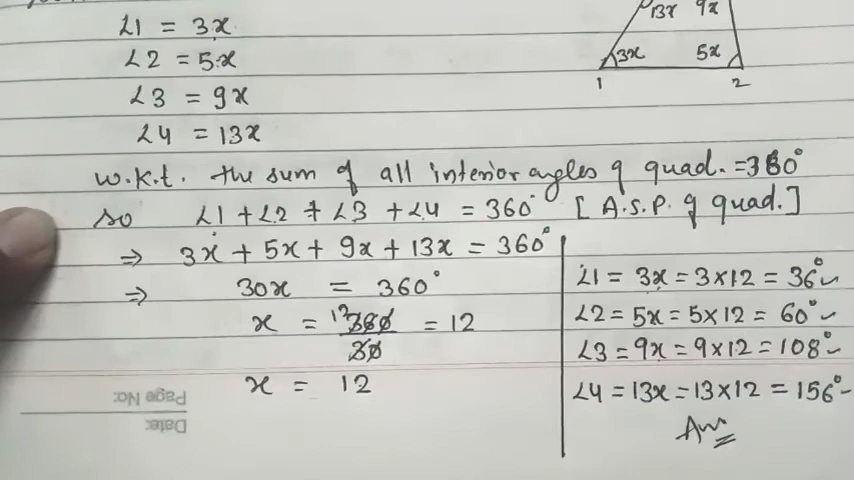 ∠1 = 3x
∠2 = 5x
∠3 = 9x
∠4 = 13x
13x 9x
3x 5x
1 2
w.k.t. the sum of all interior angles of quad. = 360°
so ∠1 + ∠2 + ∠3 + ∠4 = 360° [A.S.P. of quad.]
⇒ 3x + 5x + 9x + 13x = 360°
⇒ 30x = 360°
x = 12 360/30 = 12
x = 12
∠1 = 3x = 3×12 = 36°
∠2 = 5x = 5×12 = 60°
∠3 = 9x = 9×12 = 108°
∠4 = 13x = 13×12 = 156°
Ans
Page No:
Date: